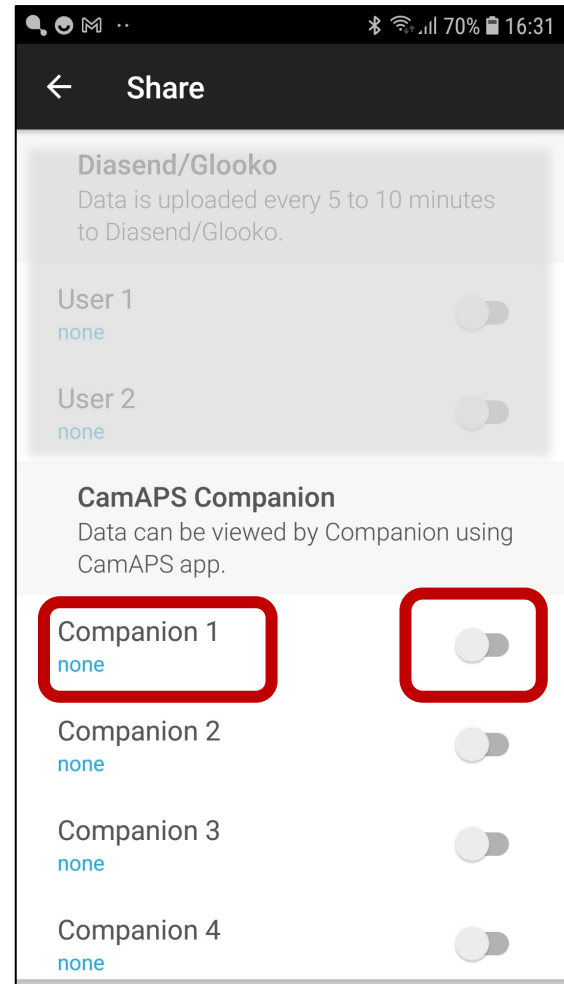 70% 16:31
Share
Diasend/Glooko
Data is uploaded every 5 to 10 minutes
to Diasend/Glooko.
User 1
none
User 2
none
CamAPS Companion
Data can be viewed by Companion using
CamAPS app.
Companion 1
none
Companion 2
none
Companion 3
none
Companion 4
none